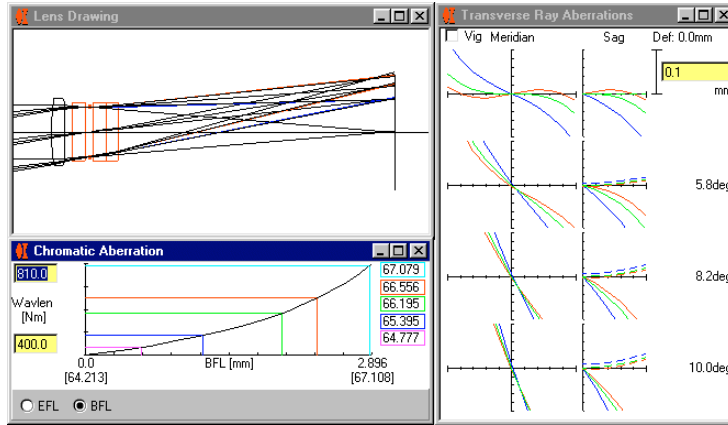 Lens Drawing
Chromatic Aberration
810.0
Wavlen
[Nm]
400.0
67.079
66.556
66.195
65.395
64.777
0.0
BFL [mm]
2.896
[64.213]
[67.108]
EFL
BFL
Transverse Ray Aberrations
Vig Meridian Sag Def: 0.0mm
0.1
mm
5.8deg
8.2deg
10.0deg